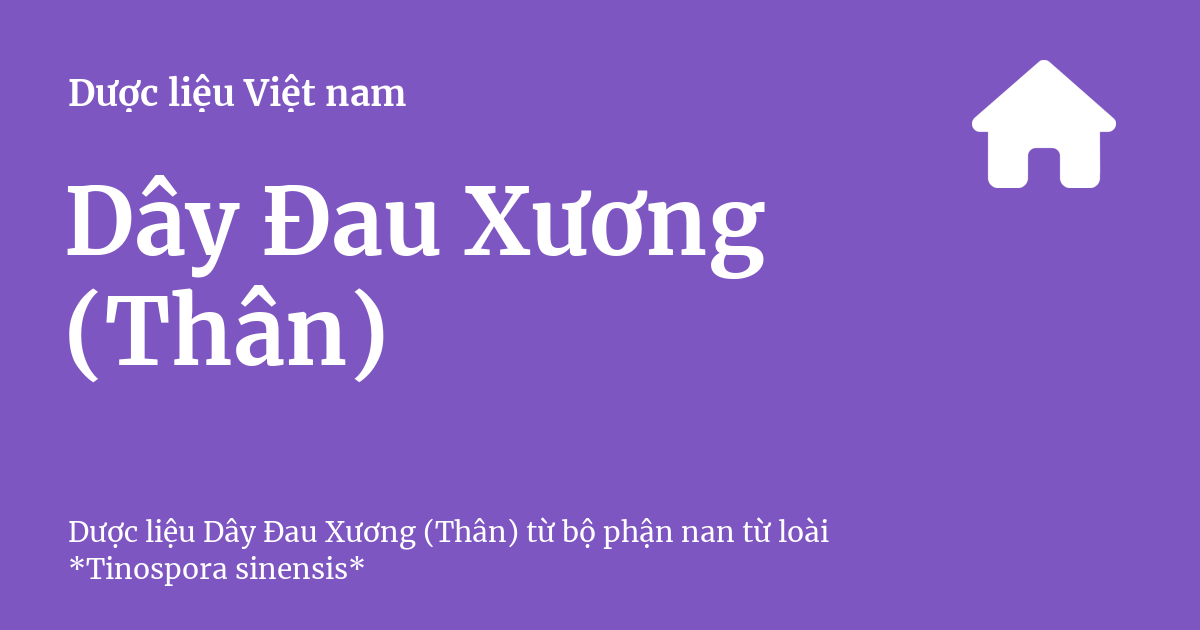 Dược liệu Việt nam
Dây Đau Xương
(Thân)
Dược liệu Dây Đau Xương (Thân) từ bộ phận nan từ loài
*Tinospora sinensis*